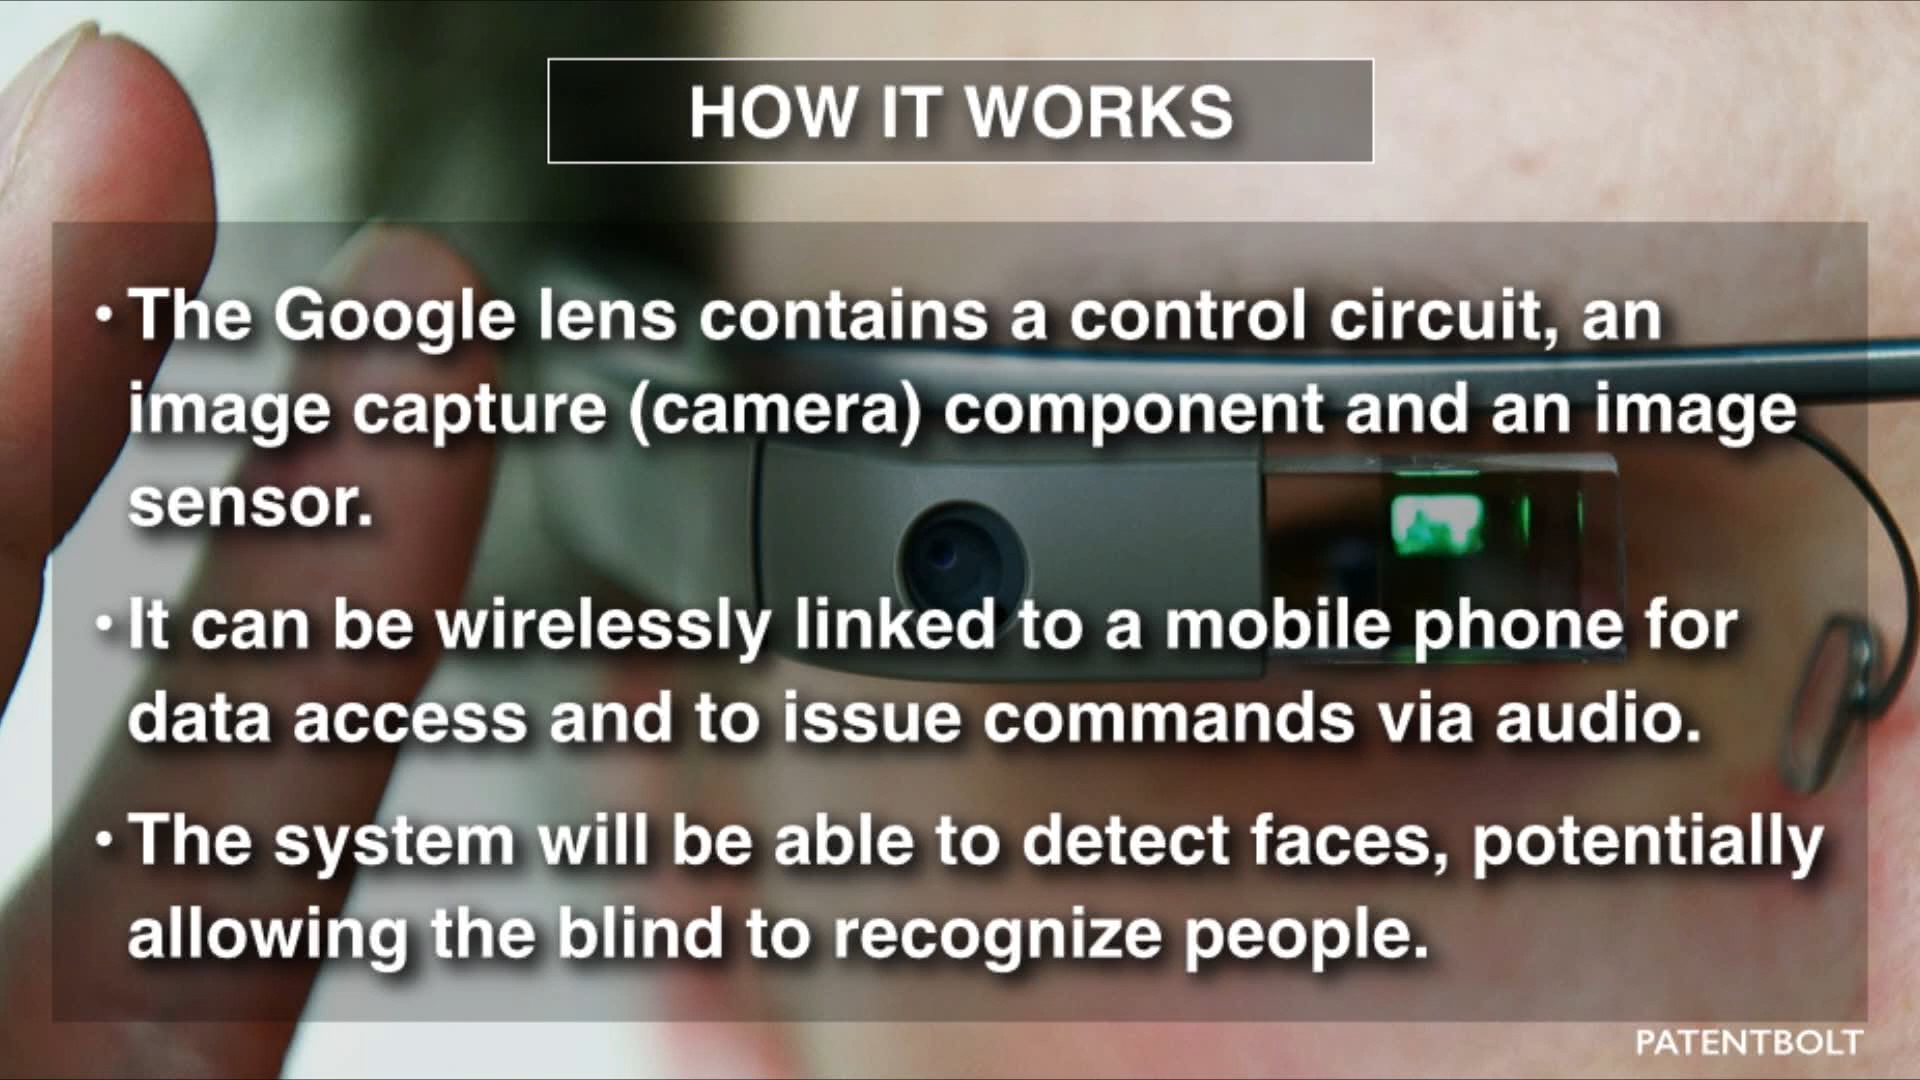 HOW IT WORKS
• The Google lens contains a control circuit, an
image capture (camera) component and an image
sensor.
• It can be wirelessly linked to a mobile phone for
data access and to issue commands via audio.
• The system will be able to detect faces, potentially
allowing the blind to recognize people.
PATENTBOLT